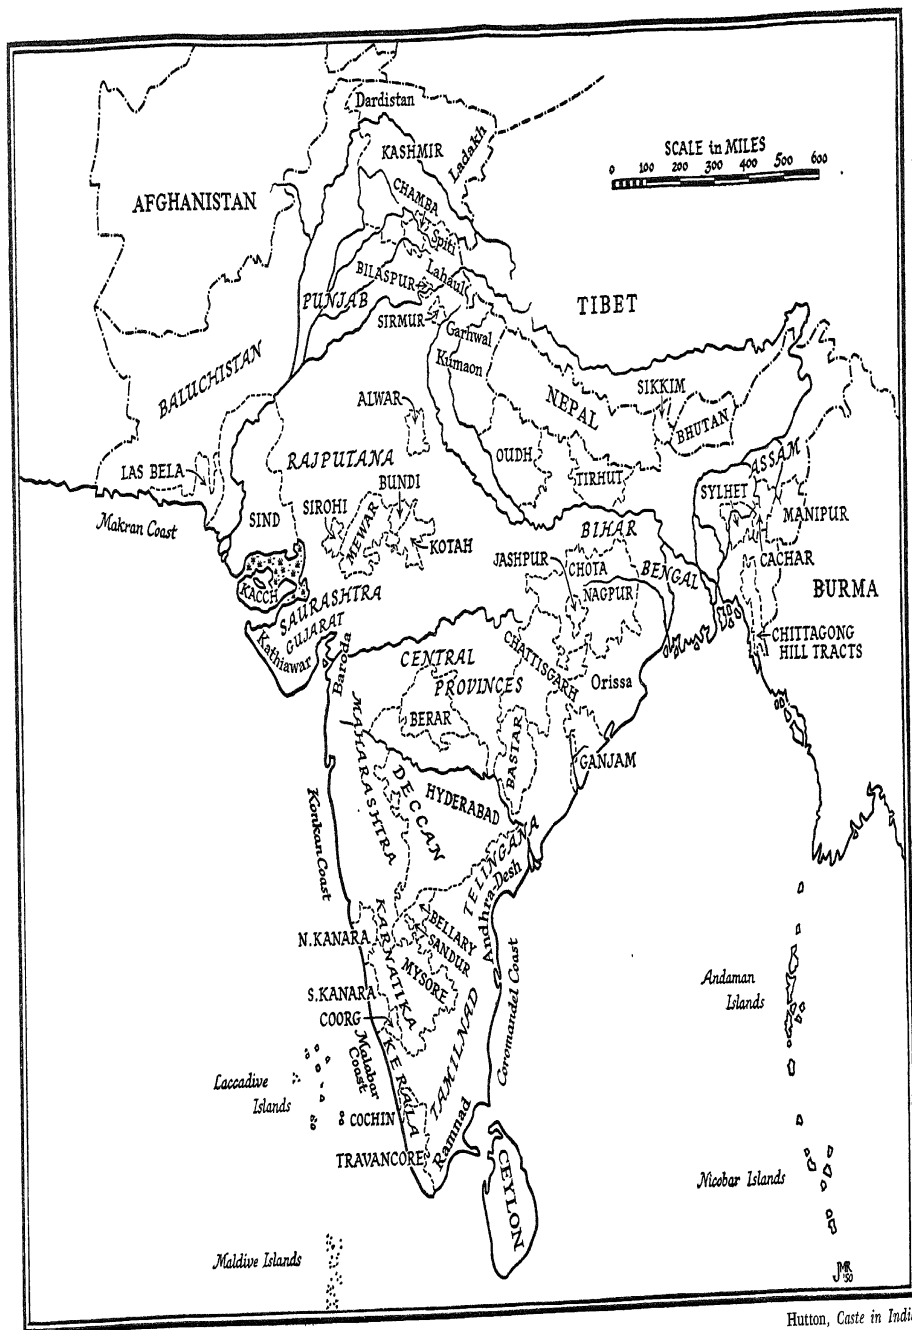 Dardistan
KASHMIR
Ladakh
SCALE in MILES
0 100 200 300 400 500 600
AFGHANISTAN
CHAMBA
Spiti
Lahaul
BILASPUR
PUNJAB
SIRMUR
TIBET
Garhwal
Kumaon
BALUCHISTAN
NEPAL
SIKKIM
BHUTAN
ALWAR
OUDH
TIRHUT
ASSAM
LAS BELA
RAJPUTANA
BUNDI
SYLHET
MANIPUR
Makran Coast
SIND
SIROHI
MEWAR
KOTAH
BIHAR
CACHAR
JASHPUR
CHOTA
NAGPUR
BENGAL
BURMA
KACCH
SAURASHTRA
GUJARAT
Kathiawar
Baroda
CHITTAGONG
HILL TRACTS
CENTRAL
PROVINCES
CHATTISGARH
Orissa
BERAR
BASTAR
GANJAM
MAHARASHTRA
DECCAN
HYDERABAD
Konkan Coast
TELINGANA
Andhra-Desh
BELLARY
SANDUR
N.KANARA
KARNATIKA
MYSORE
S.KANARA
COORG
Coromandel Coast
Andaman
Islands
Malabar
Coast
KERALA
TAMILNAD
Laccadive
Islands
COCHIN
Ramnad
TRAVANCORE
CEYLON
Nicobar Islands
Maldive Islands
JMR
'50
Hutton, Caste in Indi